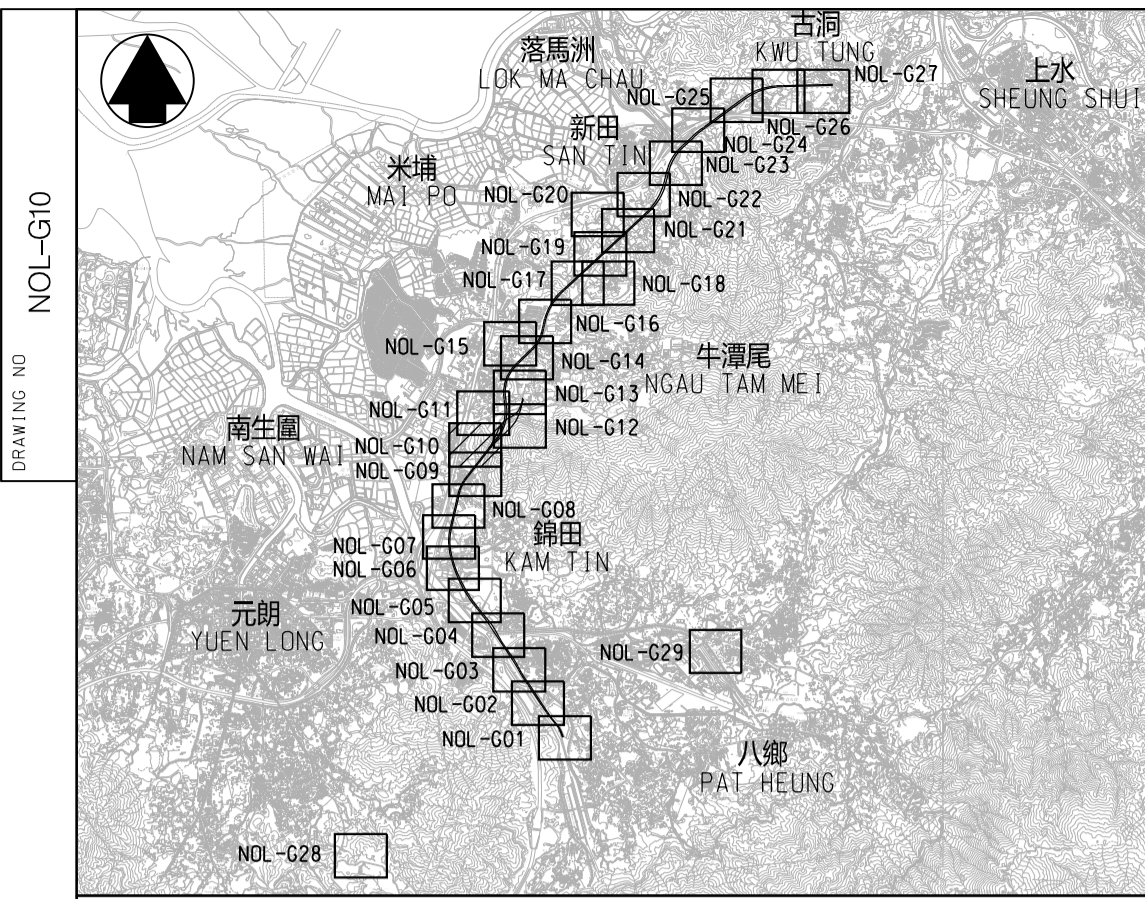 NOL-G10
DRAWING NO
古洞
KWU TUNG
落馬洲
LOK MA CHAU
上水
SHEUNG SHUI
NOL-G27
NOL-G25
NOL-G26
新田
SAN TIN
NOL-G24
NOL-G23
米埔
MAI PO
NOL-G20
NOL-G22
NOL-G21
NOL-G19
NOL-G17
NOL-G18
NOL-G16
NOL-G15
NOL-G14
牛潭尾
NGAU TAM MEI
NOL-G13
NOL-G11
NOL-G12
南生圍
NAM SAN WAI
NOL-G10
NOL-G09
NOL-G08
錦田
KAM TIN
NOL-G07
NOL-G06
元朗
YUEN LONG
NOL-G05
NOL-G04
NOL-G29
NOL-G03
NOL-G02
NOL-G01
八鄉
PAT HEUNG
NOL-G28